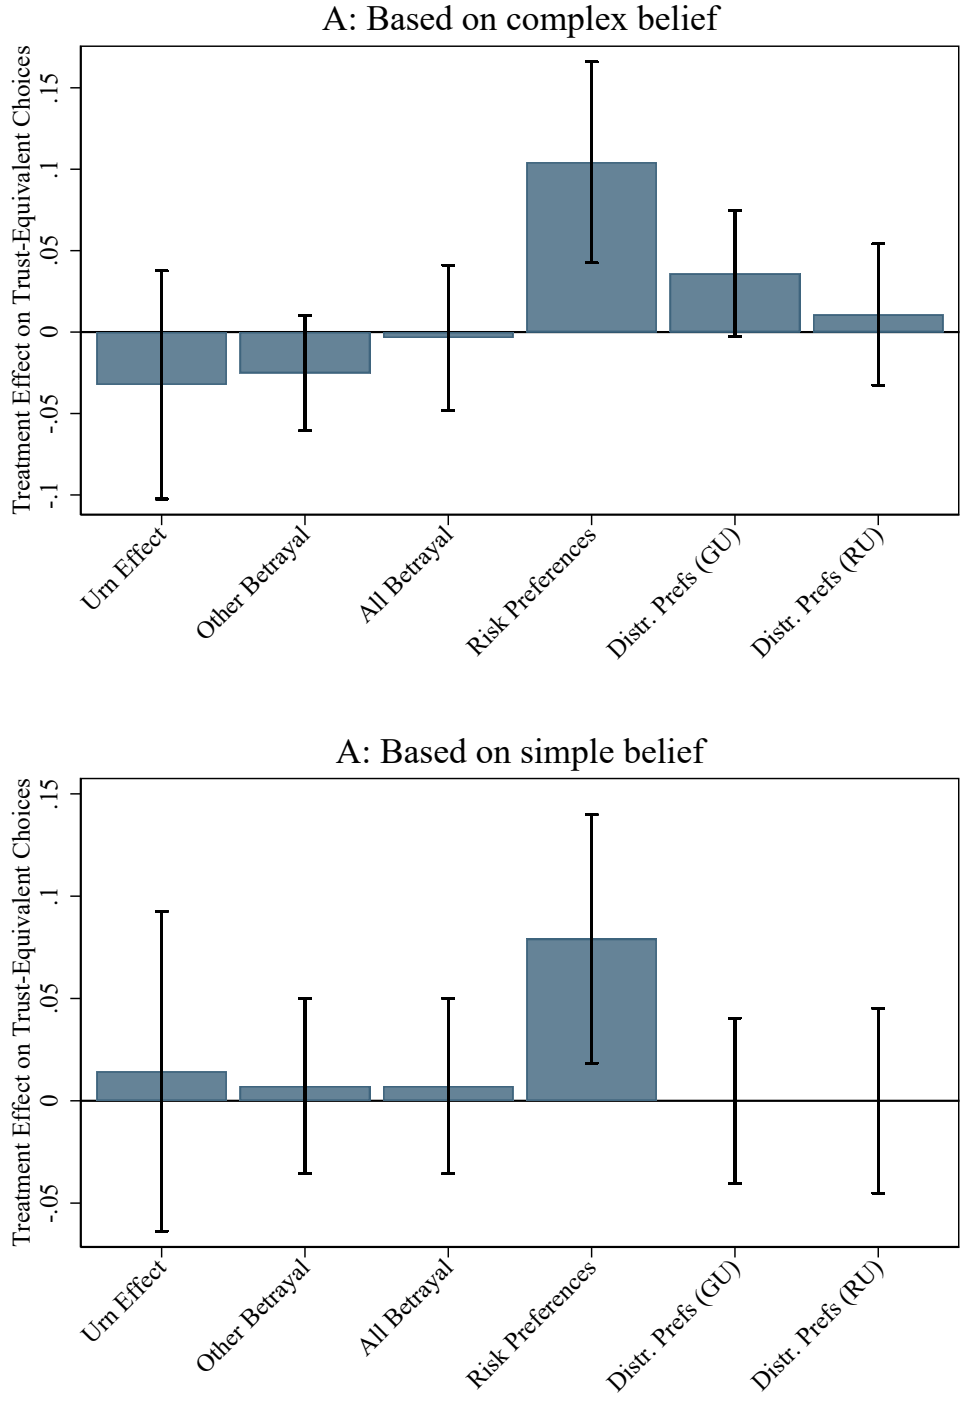 A: Based on complex belief
Treatment Effect on Trust-Equivalent Choices
.15
.1
.05
0
-.05
-.1
Urn Effect
Other Betrayal
All Betrayal
Risk Preferences
Distr. Prefs (GU)
Distr. Prefs (RU)
A: Based on simple belief
Treatment Effect on Trust-Equivalent Choices
.15
.1
.05
0
-.05
Urn Effect
Other Betrayal
All Betrayal
Risk Preferences
Distr. Prefs (GU)
Distr. Prefs (RU)